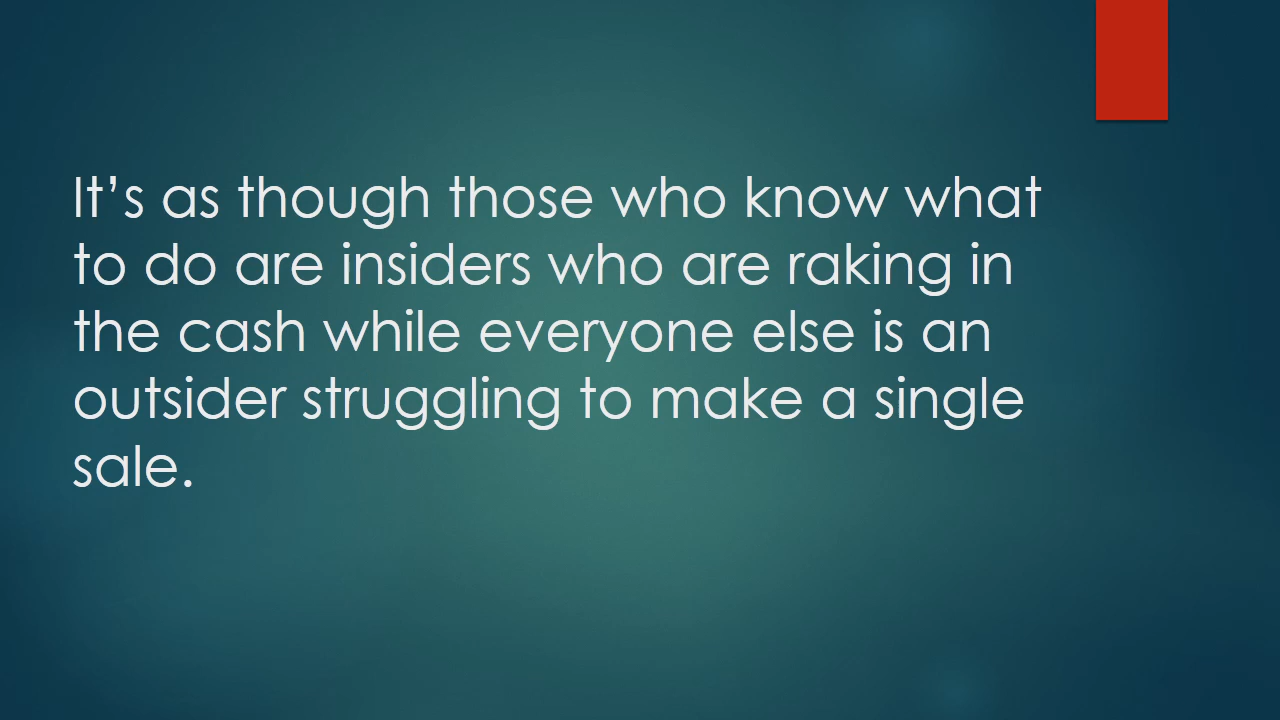 It’s as though those who know what
to do are insiders who are raking in
the cash while everyone else is an
outsider struggling to make a single
sale.